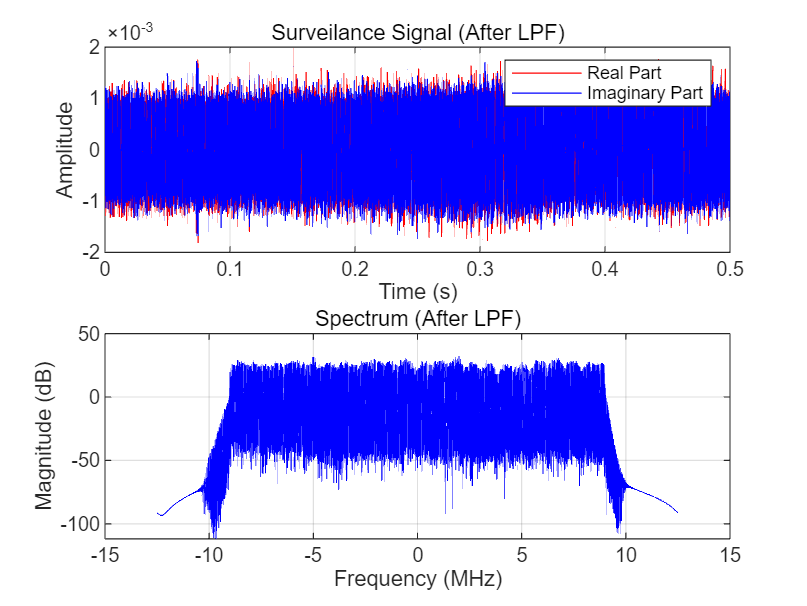 Surveilance Signal (After LPF)
×10-3
2
1
0
-1
-2
Amplitude
Real Part
Imaginary Part
0 0.1 0.2 0.3 0.4 0.5
Time (s)
Spectrum (After LPF)
50
0
-50
-100
Magnitude (dB)
-15 -10 -5 0 5 10 15
Frequency (MHz)